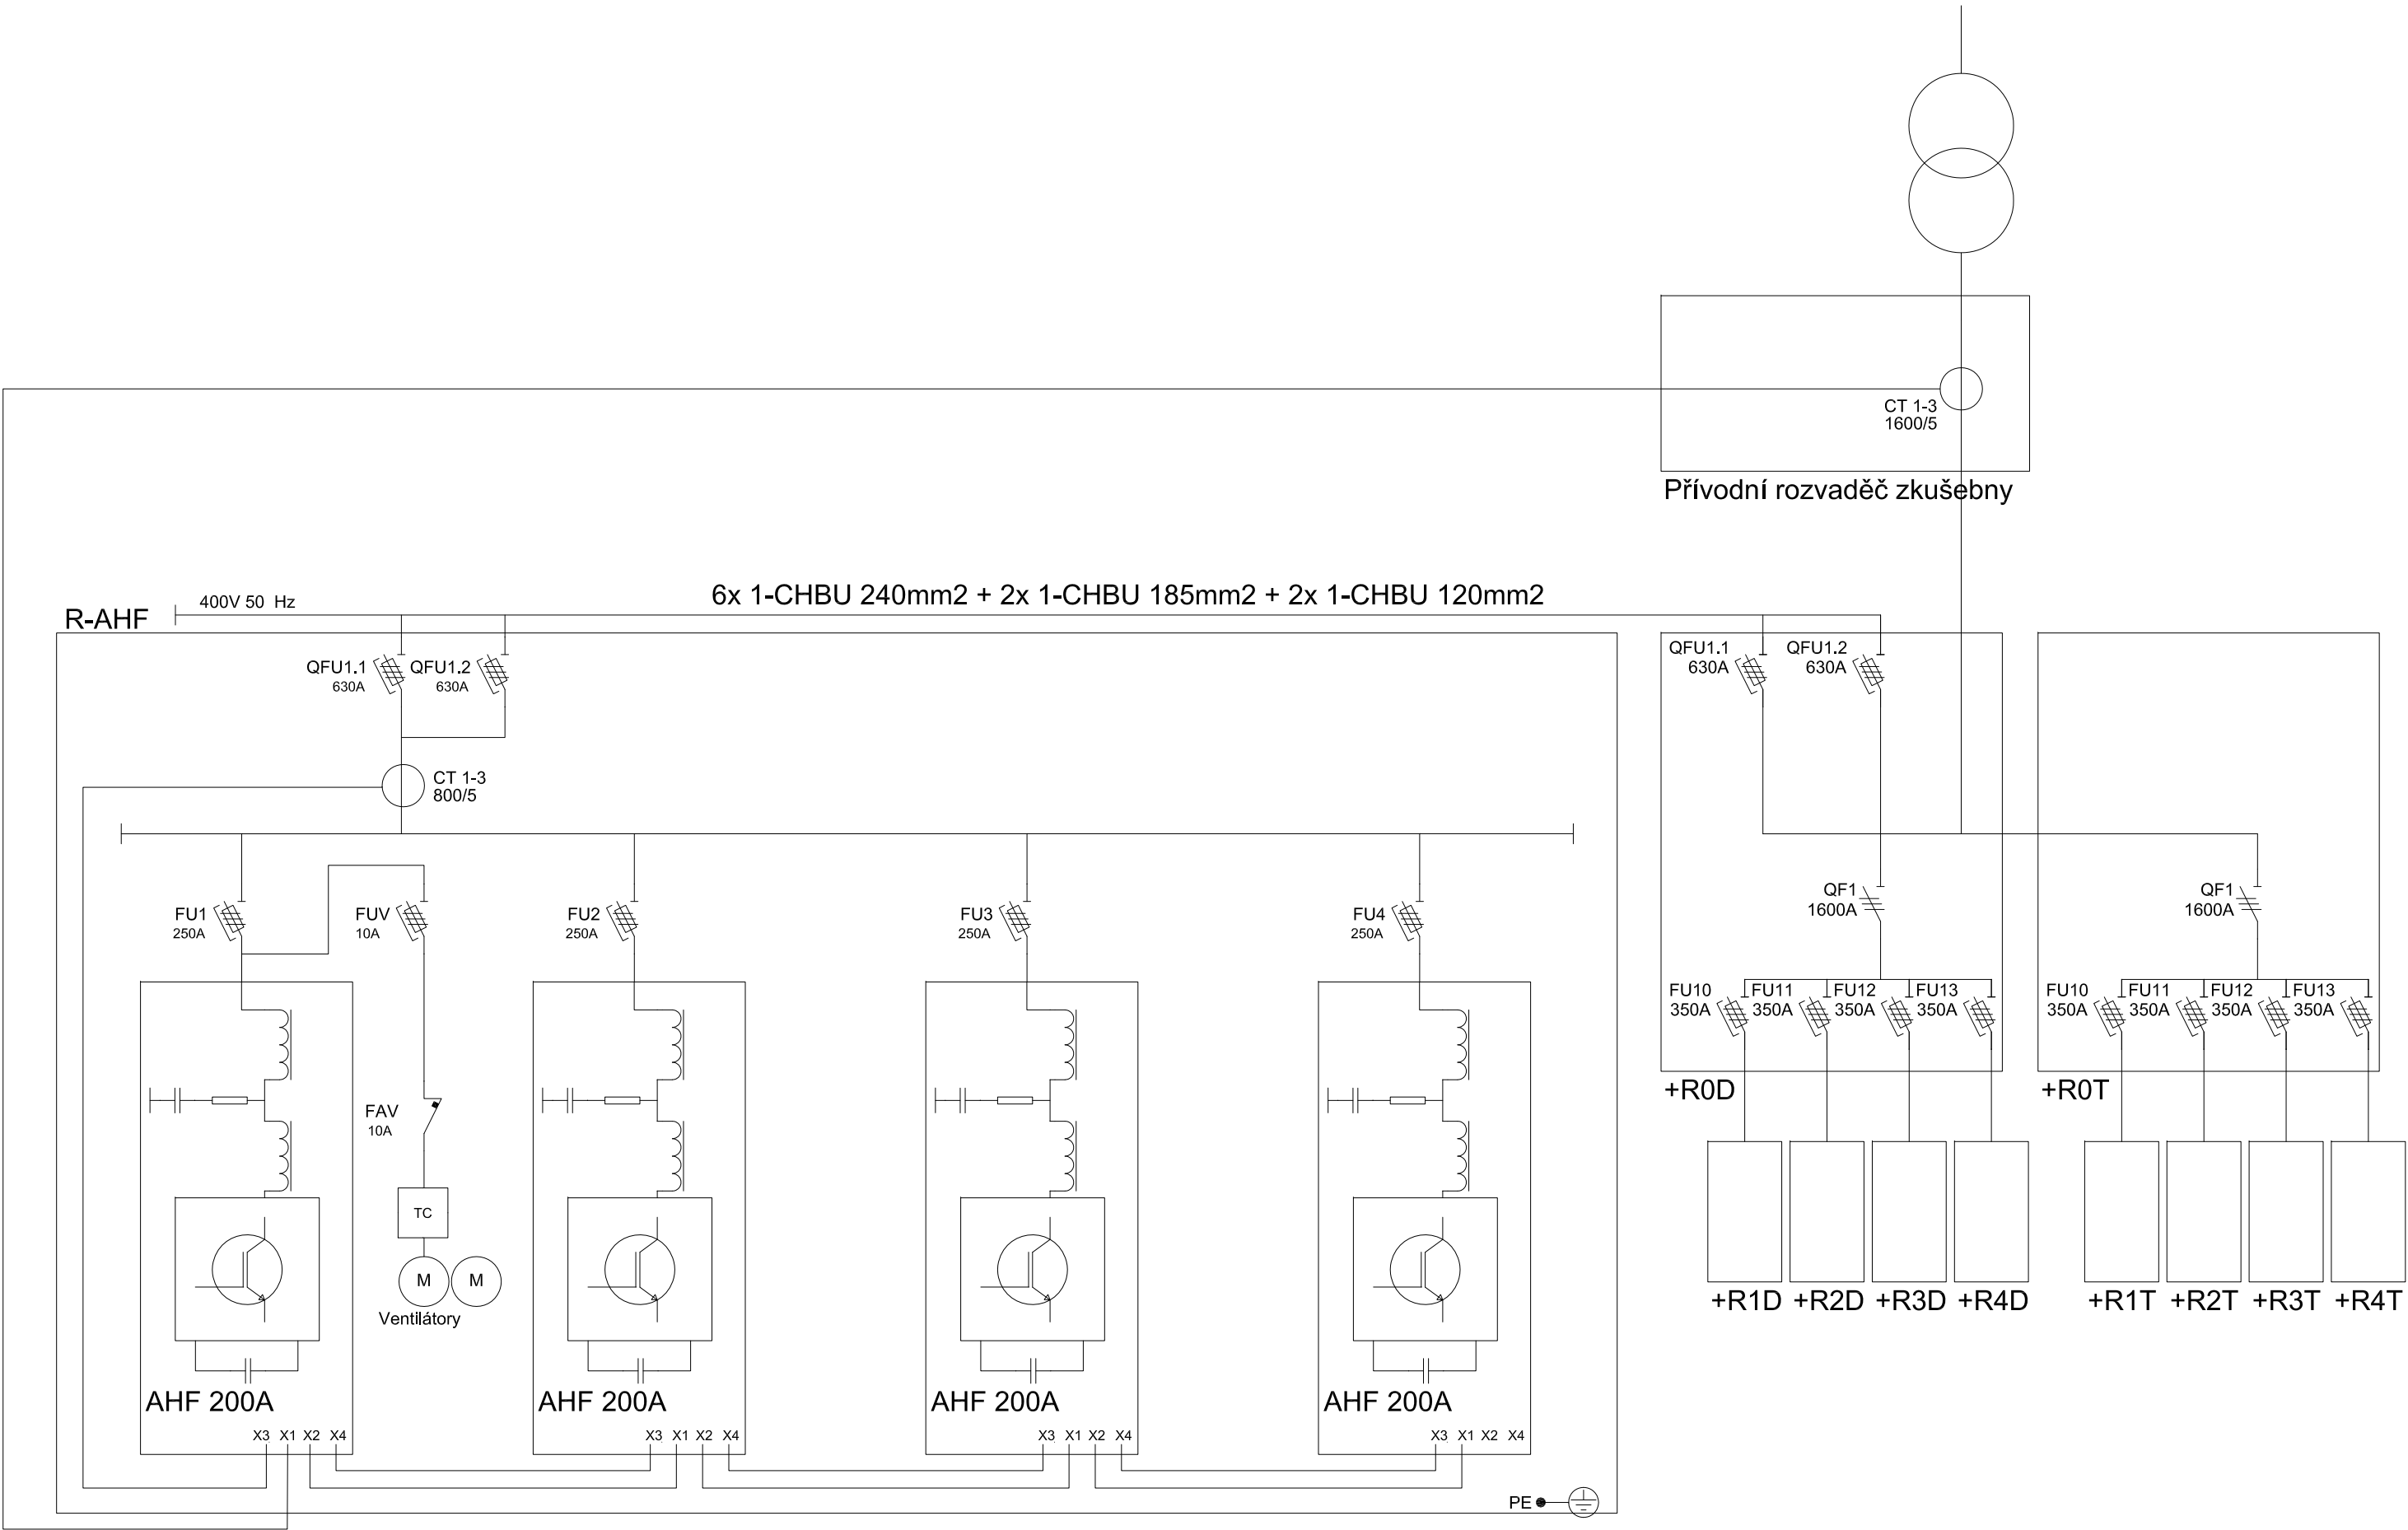 CT 1-3
1600/5
Přívodní rozvaděč zkušebny
6x 1-CHBU 240mm2 + 2x 1-CHBU 185mm2 + 2x 1-CHBU 120mm2
400V 50 Hz
R-AHF
QFU1.1
630A
QFU1.2
630A
QFU1.1
630A
QFU1.2
630A
CT 1-3
800/5
FU1
250A
FUV
10A
FU2
250A
FU3
250A
FU4
250A
QF1
1600A
QF1
1600A
FU10
350A
FU11
350A
FU12
350A
FU13
350A
FU10
350A
FU11
350A
FU12
350A
FU13
350A
+R0D
+R0T
FAV
10A
TC
M
M
Ventilátory
+R1D
+R2D
+R3D
+R4D
+R1T
+R2T
+R3T
+R4T
AHF 200A
AHF 200A
AHF 200A
AHF 200A
X3 X1 X2 X4
X3 X1 X2 X4
X3 X1 X2 X4
X3 X1 X2 X4
PE